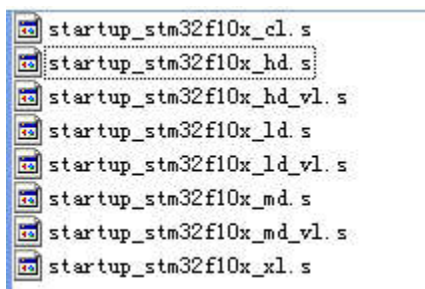 startup_stm32f10x_cl.s
startup_stm32f10x_hd.s
startup_stm32f10x_hd_vl.s
startup_stm32f10x_ld.s
startup_stm32f10x_ld_vl.s
startup_stm32f10x_md.s
startup_stm32f10x_md_vl.s
startup_stm32f10x_xl.s